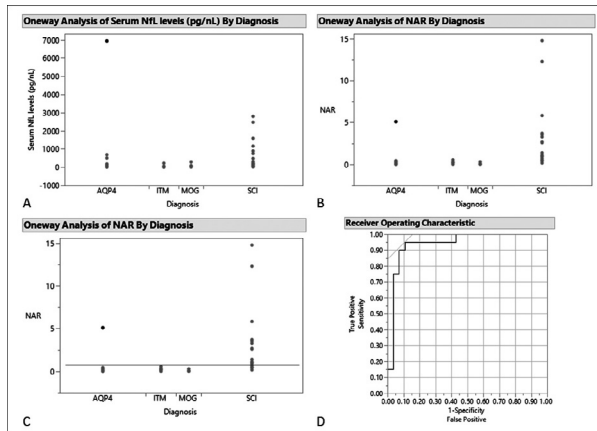 Oneway Analysis of Serum NfL levels (pg/nL) By Diagnosis
7000
6000
5000
4000
3000
2000
1000
0
-1000
Serum NfL levels (pg/nL)
AQP4 ITM MOG SCI
Diagnosis
A
Oneway Analysis of NAR By Diagnosis
15
10
5
0
NAR
AQP4 ITM MOG SCI
Diagnosis
B
Oneway Analysis of NAR By Diagnosis
15
10
5
0
NAR
AQP4 ITM MOG SCI
Diagnosis
C
Receiver Operating Characteristic
1.00
0.90
0.80
0.70
0.60
0.50
0.40
0.30
0.20
0.10
0.00
True Positive
Sensitivity
0.00 0.10 0.20 0.30 0.40 0.50 0.60 0.70 0.80 0.90 1.00
1-Specificity
False Positive
D